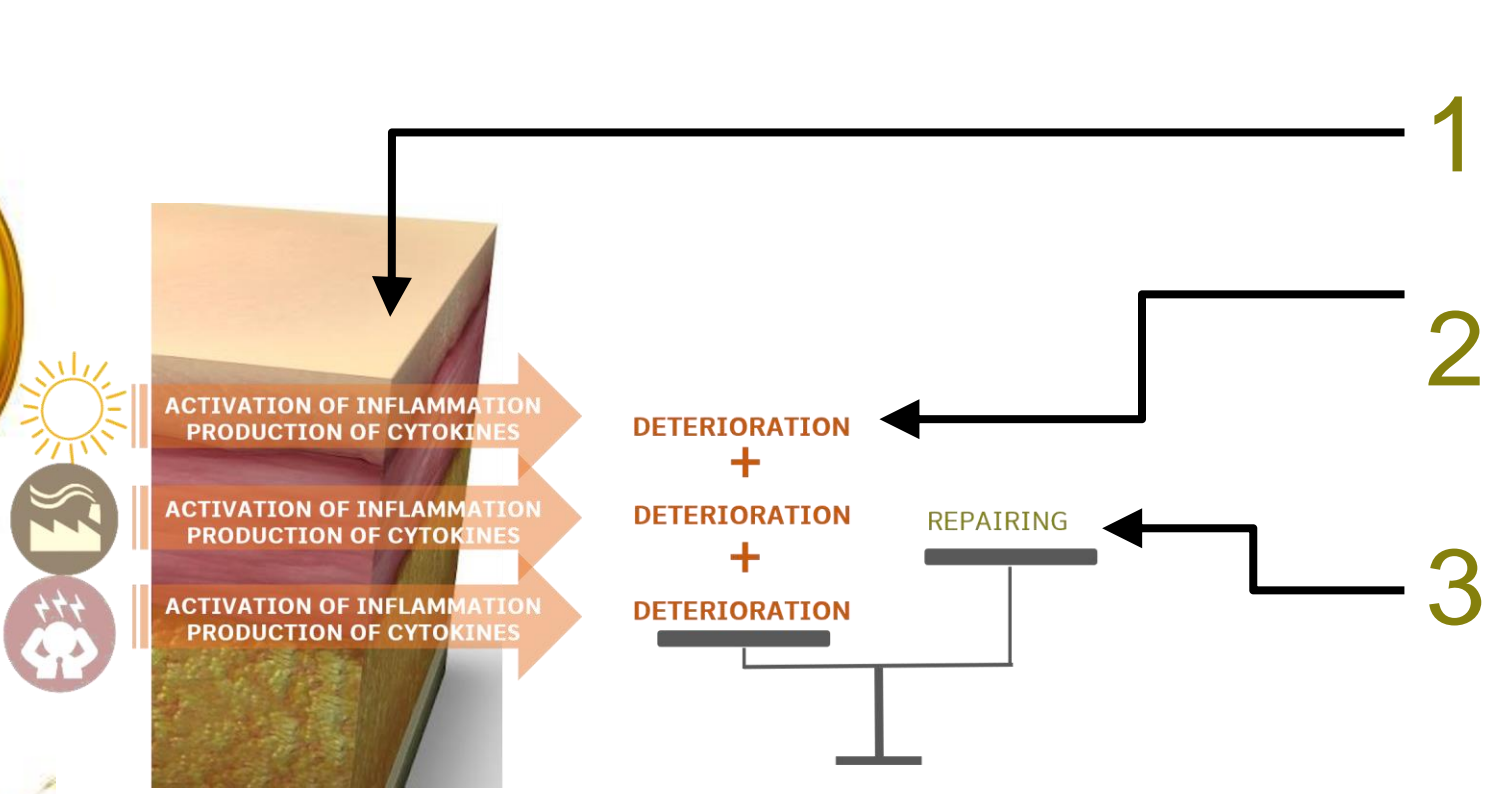 1
2
3
ACTIVATION OF INFLAMMATION
PRODUCTION OF CYTOKINES
ACTIVATION OF INFLAMMATION
PRODUCTION OF CYTOKINES
ACTIVATION OF INFLAMMATION
PRODUCTION OF CYTOKINES
DETERIORATION
+
DETERIORATION
+
DETERIORATION
REPAIRING